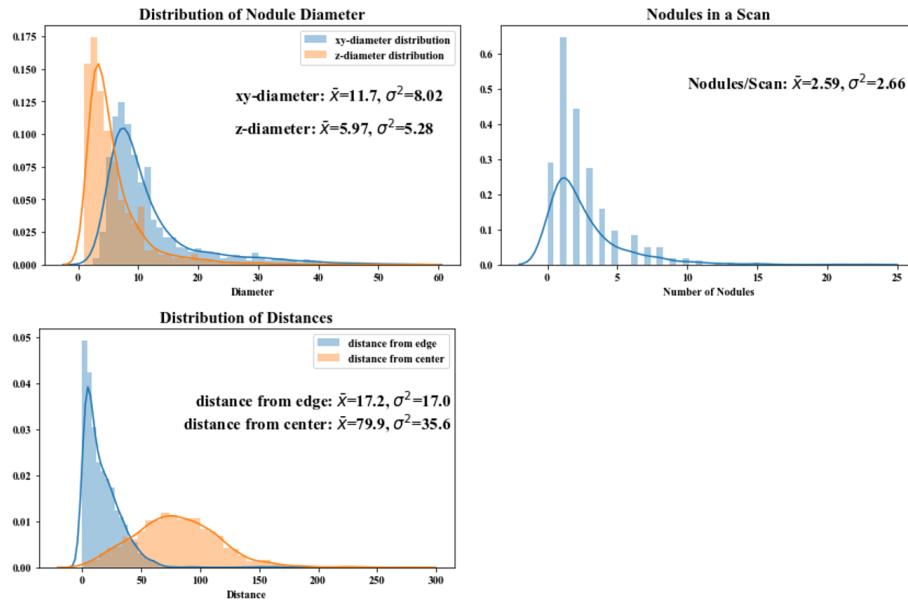 Distribution of Nodule Diameter
0.175
0.150
0.125
0.100
0.075
0.050
0.025
0.000
xy-diameter distribution
z-diameter distribution
xy-diameter: x̄=11.7, σ²=8.02
z-diameter: x̄=5.97, σ²=5.28
0 10 20 30 40 50 60
Diameter
Nodules in a Scan
0.6
0.5
0.4
0.3
0.2
0.1
0.0
Nodules/Scan: x̄=2.59, σ²=2.66
0 5 10 15 20 25
Number of Nodules
Distribution of Distances
0.05
0.04
0.03
0.02
0.01
0.00
distance from edge
distance from center
distance from edge: x̄=17.2, σ²=17.0
distance from center: x̄=79.9, σ²=35.6
0 50 100 150 200 250 300
Distance